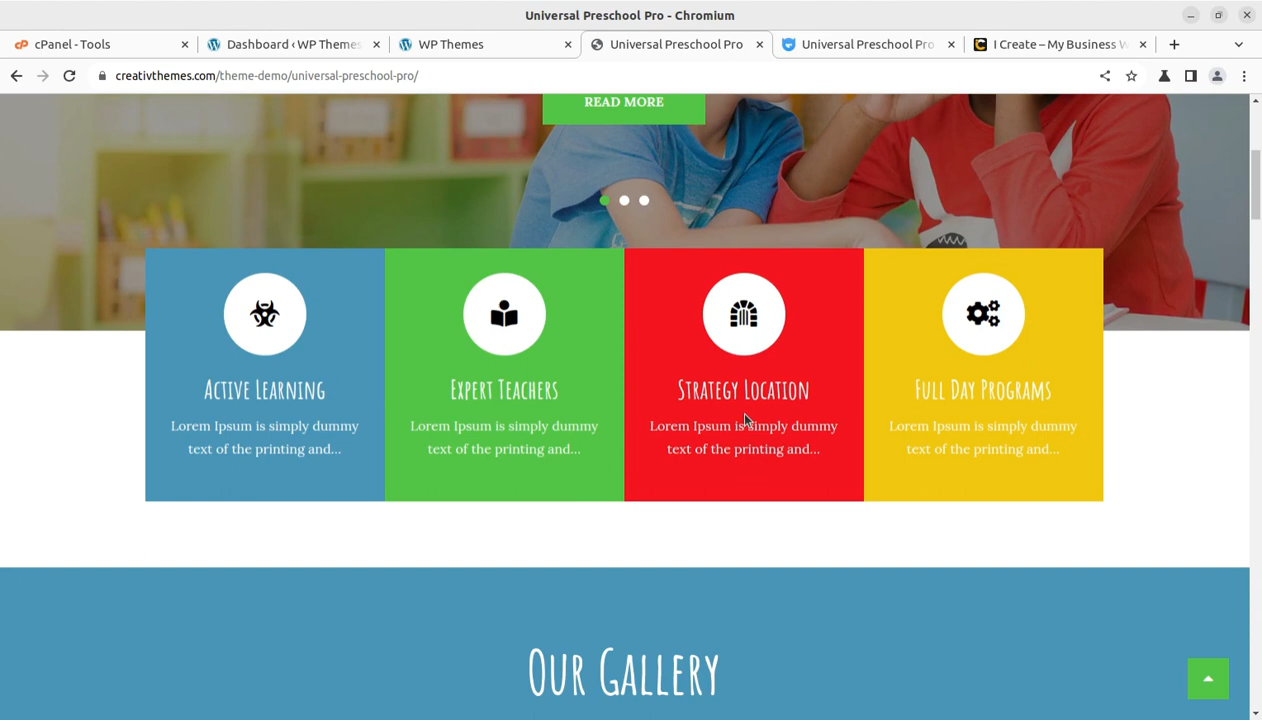 Universal Preschool Pro - Chromium
cPanel - Tools
Dashboard ‹ WP Themes
WP Themes
Universal Preschool Pro
Universal Preschool Pro
I Create – My Business W
creativthemes.com/theme-demo/universal-preschool-pro/
READ MORE
Active Learning
Lorem Ipsum is simply dummy
text of the printing and...
Expert Teachers
Lorem Ipsum is simply dummy
text of the printing and...
Strategy Location
Lorem Ipsum is simply dummy
text of the printing and...
Full Day Programs
Lorem Ipsum is simply dummy
text of the printing and...
Our Gallery